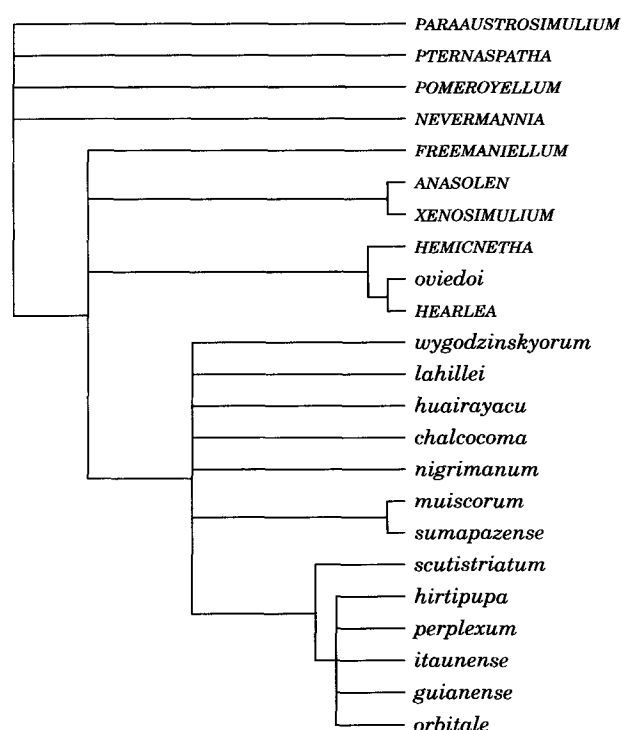 PARAAUSTROSIMULIUM
PTERNASPATHA
POMEROYELLUM
NEVERMANNIA
FREEMANIELLUM
ANASOLEN
XENOSIMULIUM
HEMICNETHA
oviedoi
HEARLEA
wygodzinskyorum
lahillei
huairayacu
chalcocoma
nigrimanum
muiscorum
sumapazense
scutistriatum
hirtipupa
perplexum
itaunense
guianense
orbitale